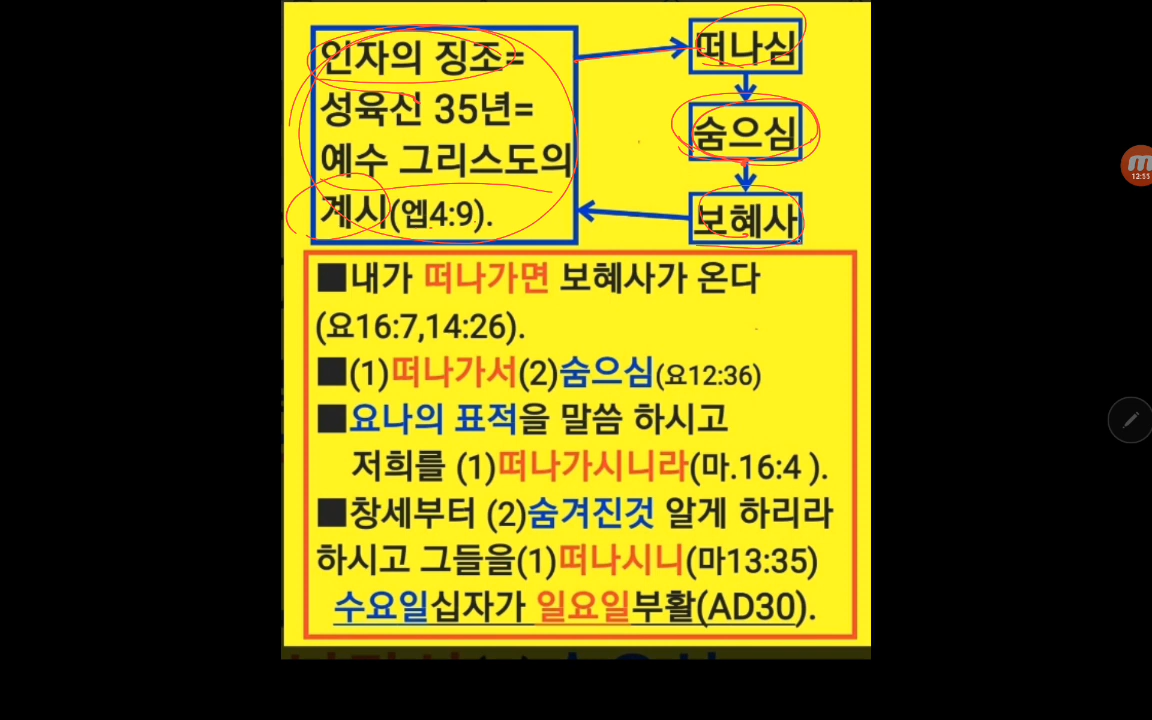 인자의 징조=
성육신 35년=
예수 그리스도의
계시(엡4:9).
떠나심
숨으심
보혜사
■내가 떠나가면 보혜사가 온다
(요16:7,14:26).
■(1)떠나가서(2)숨으심(요12:36)
■요나의 표적을 말씀 하시고
저희를 (1)떠나가시니라(마.16:4 ).
■창세부터 (2)숨겨진것 알게 하리라
하시고 그들을(1)떠나시니(마13:35)
수요일십자가 일요일부활(AD30).
12:55